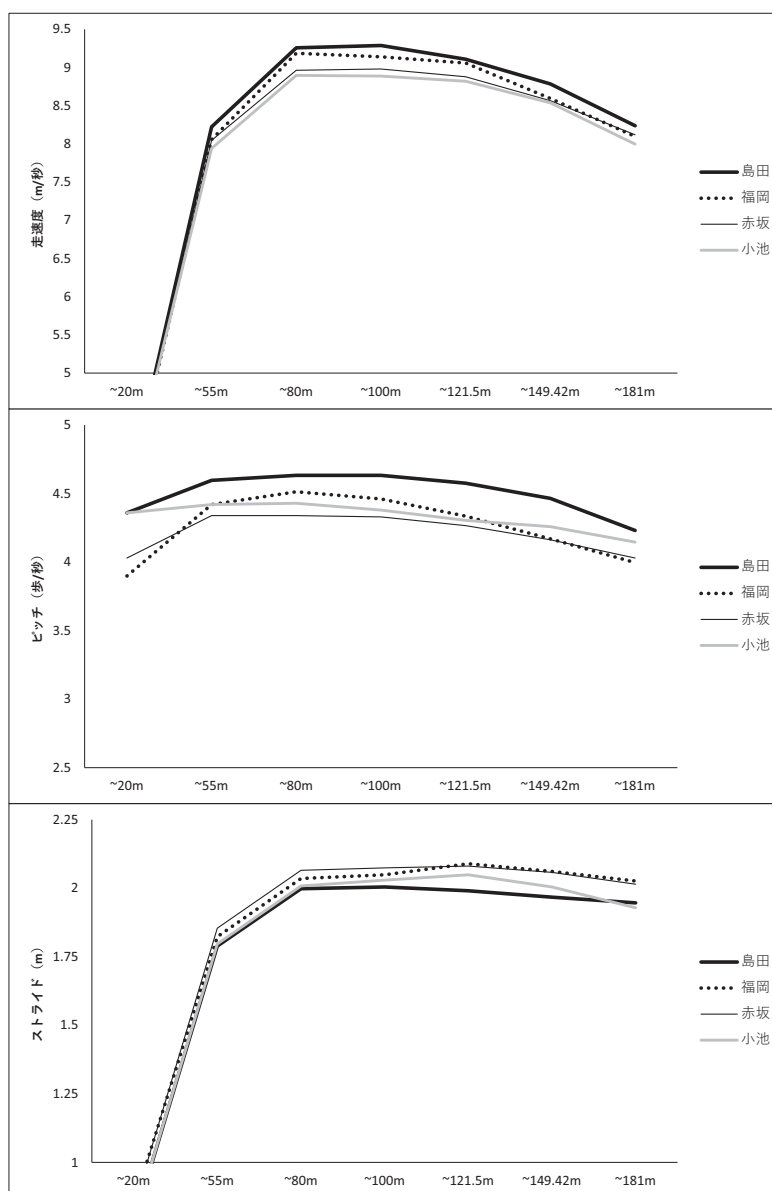 9.5
9
8.5
8
7.5
7
6.5
6
5.5
5
走速度（m/秒）
~20m ~55m ~80m ~100m ~121.5m ~149.42m ~181m
島田
福岡
赤坂
小池
5
4.5
4
3.5
3
2.5
ピッチ（歩/秒）
~20m ~55m ~80m ~100m ~121.5m ~149.42m ~181m
島田
福岡
赤坂
小池
2.25
2
1.75
1.5
1.25
1
ストライド（m）
~20m ~55m ~80m ~100m ~121.5m ~149.42m ~181m
島田
福岡
赤坂
小池